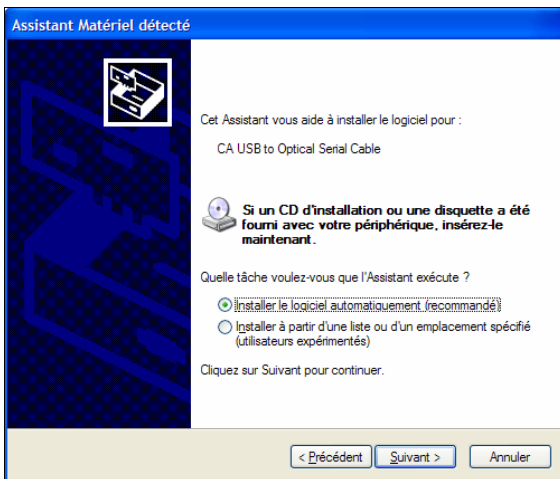 Assistant Matériel détecté
Cet Assistant vous aide à installer le logiciel pour :
CA USB to Optical Serial Cable
Si un CD d'installation ou une disquette a été
fourni avec votre périphérique, insérez-le
maintenant.
Quelle tâche voulez-vous que l'Assistant exécute ?
Installer le logiciel automatiquement (recommandé)
Installer à partir d'une liste ou d'un emplacement spécifié
(utilisateurs expérimentés)
Cliquez sur Suivant pour continuer.
< Précédent
Suivant >
Annuler